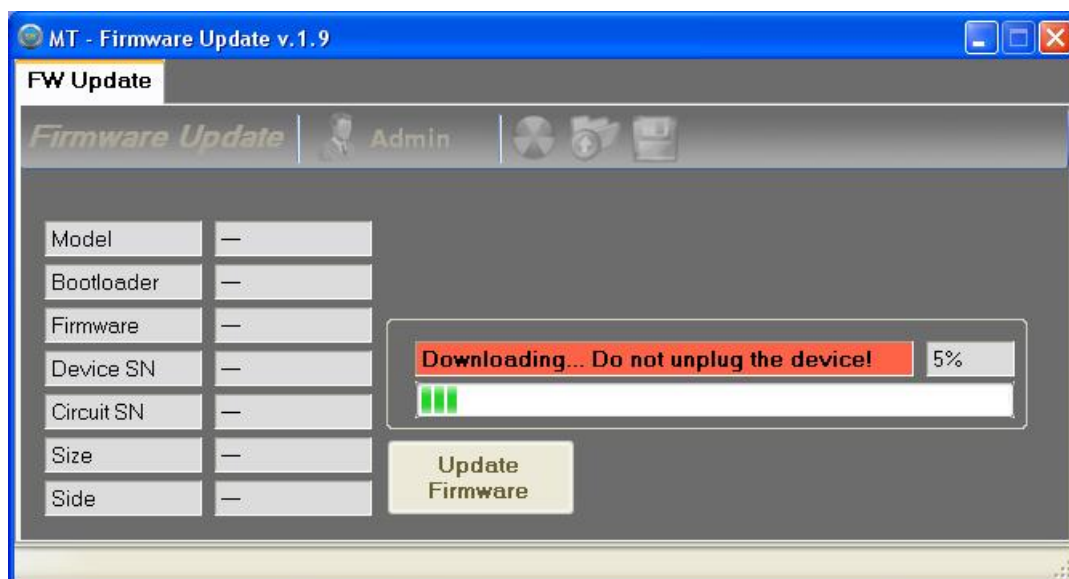 MT - Firmware Update v.1.9
FW Update
Firmware Update Admin
Model —
Bootloader —
Firmware —
Device SN —
Circuit SN —
Size —
Side —
Downloading... Do not unplug the device! 5%
Update
Firmware